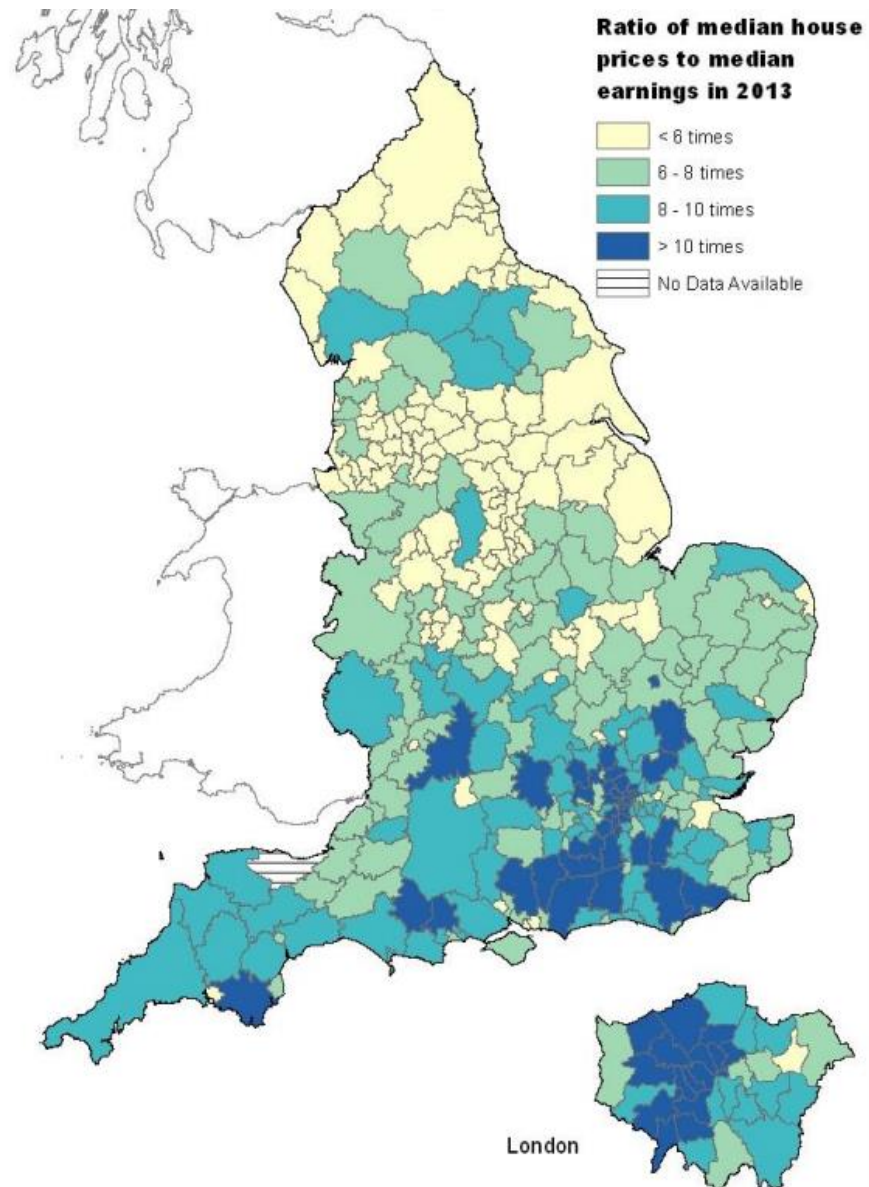 Ratio of median house
prices to median
earnings in 2013
< 6 times
6 - 8 times
8 - 10 times
> 10 times
No Data Available
London